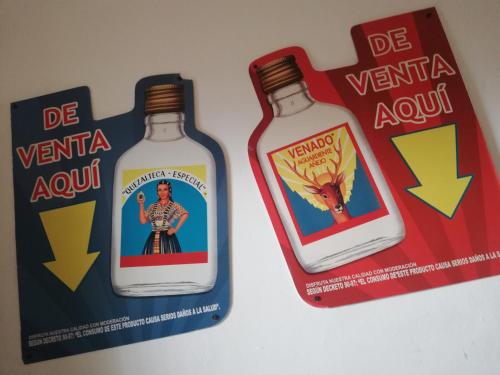 DE
VENTA
AQUÍ
"QUEZALTECA - ESPECIAL"
DISFRUTA NUESTRA CALIDAD CON MODERACIÓN
SEGÚN DECRETO 90-97: "EL CONSUMO DE ESTE PRODUCTO CAUSA SERIOS DAÑOS A LA SALUD".
DE
VENTA
AQUÍ
VENADO
AGUARDIENTE
AÑEJO
DISFRUTA NUESTRA CALIDAD CON MODERACIÓN
SEGÚN DECRETO 90-97: "EL CONSUMO DE ESTE PRODUCTO CAUSA SERIOS DAÑOS A LA S